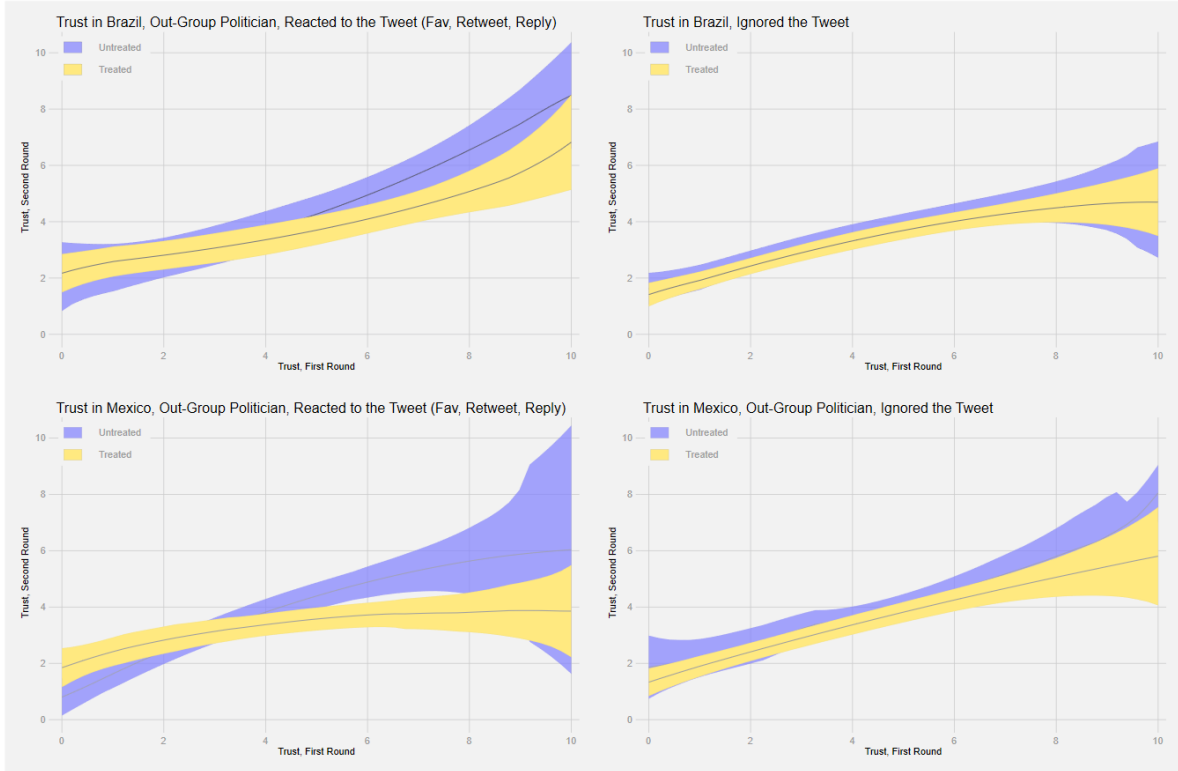 Trust in Brazil, Out-Group Politician, Reacted to the Tweet (Fav, Retweet, Reply)
Untreated
Treated
10
8
6
4
2
0
Trust, Second Round
0 2 4 6 8 10
Trust, First Round
Trust in Brazil, Ignored the Tweet
Untreated
Treated
10
8
6
4
2
0
Trust, Second Round
0 2 4 6 8 10
Trust, First Round
Trust in Mexico, Out-Group Politician, Reacted to the Tweet (Fav, Retweet, Reply)
Untreated
Treated
10
8
6
4
2
0
Trust, Second Round
0 2 4 6 8 10
Trust, First Round
Trust in Mexico, Out-Group Politician, Ignored the Tweet
Untreated
Treated
10
8
6
4
2
0
Trust, Second Round
0 2 4 6 8 10
Trust, First Round